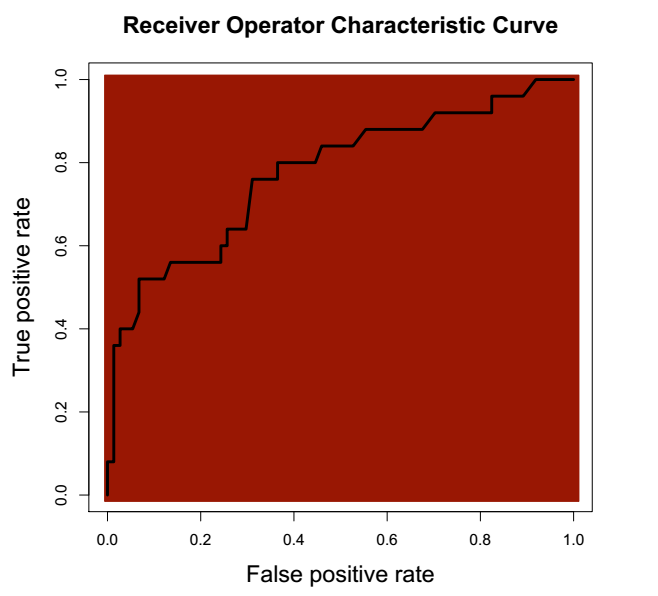 Receiver Operator Characteristic Curve
1.0
0.8
0.6
0.4
0.2
0.0
True positive rate
0.0 0.2 0.4 0.6 0.8 1.0
False positive rate